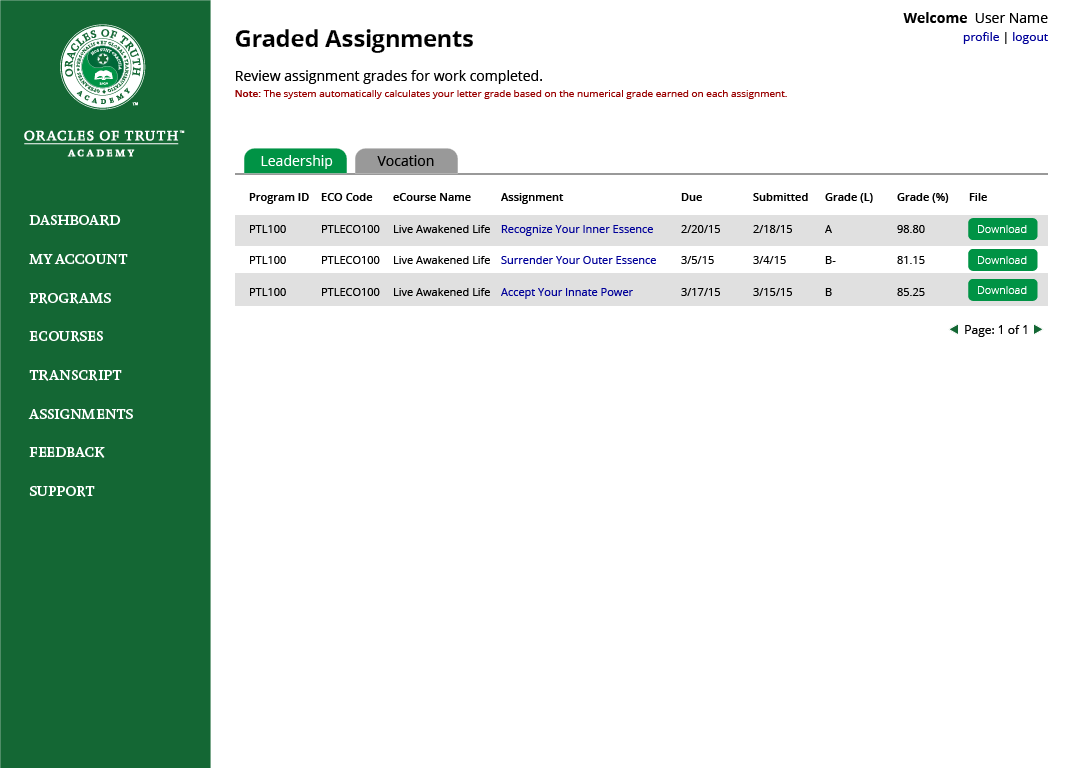 Welcome User Name
profile | logout
ORACLES OF TRUTH
ACADEMY
™
ORACLES OF TRUTH™
ACADEMY
DASHBOARD
MY ACCOUNT
PROGRAMS
ECOURSES
TRANSCRIPT
ASSIGNMENTS
FEEDBACK
SUPPORT
Graded Assignments
Review assignment grades for work completed.
Note: The system automatically calculates your letter grade based on the numerical grade earned on each assignment.
Leadership Vocation
Program ID ECO Code eCourse Name Assignment Due Submitted Grade (L) Grade (%) File
PTL100 PTLECO100 Live Awakened Life Recognize Your Inner Essence 2/20/15 2/18/15 A 98.80 Download
PTL100 PTLECO100 Live Awakened Life Surrender Your Outer Essence 3/5/15 3/4/15 B- 81.15 Download
PTL100 PTLECO100 Live Awakened Life Accept Your Innate Power 3/17/15 3/15/15 B 85.25 Download
Page: 1 of 1